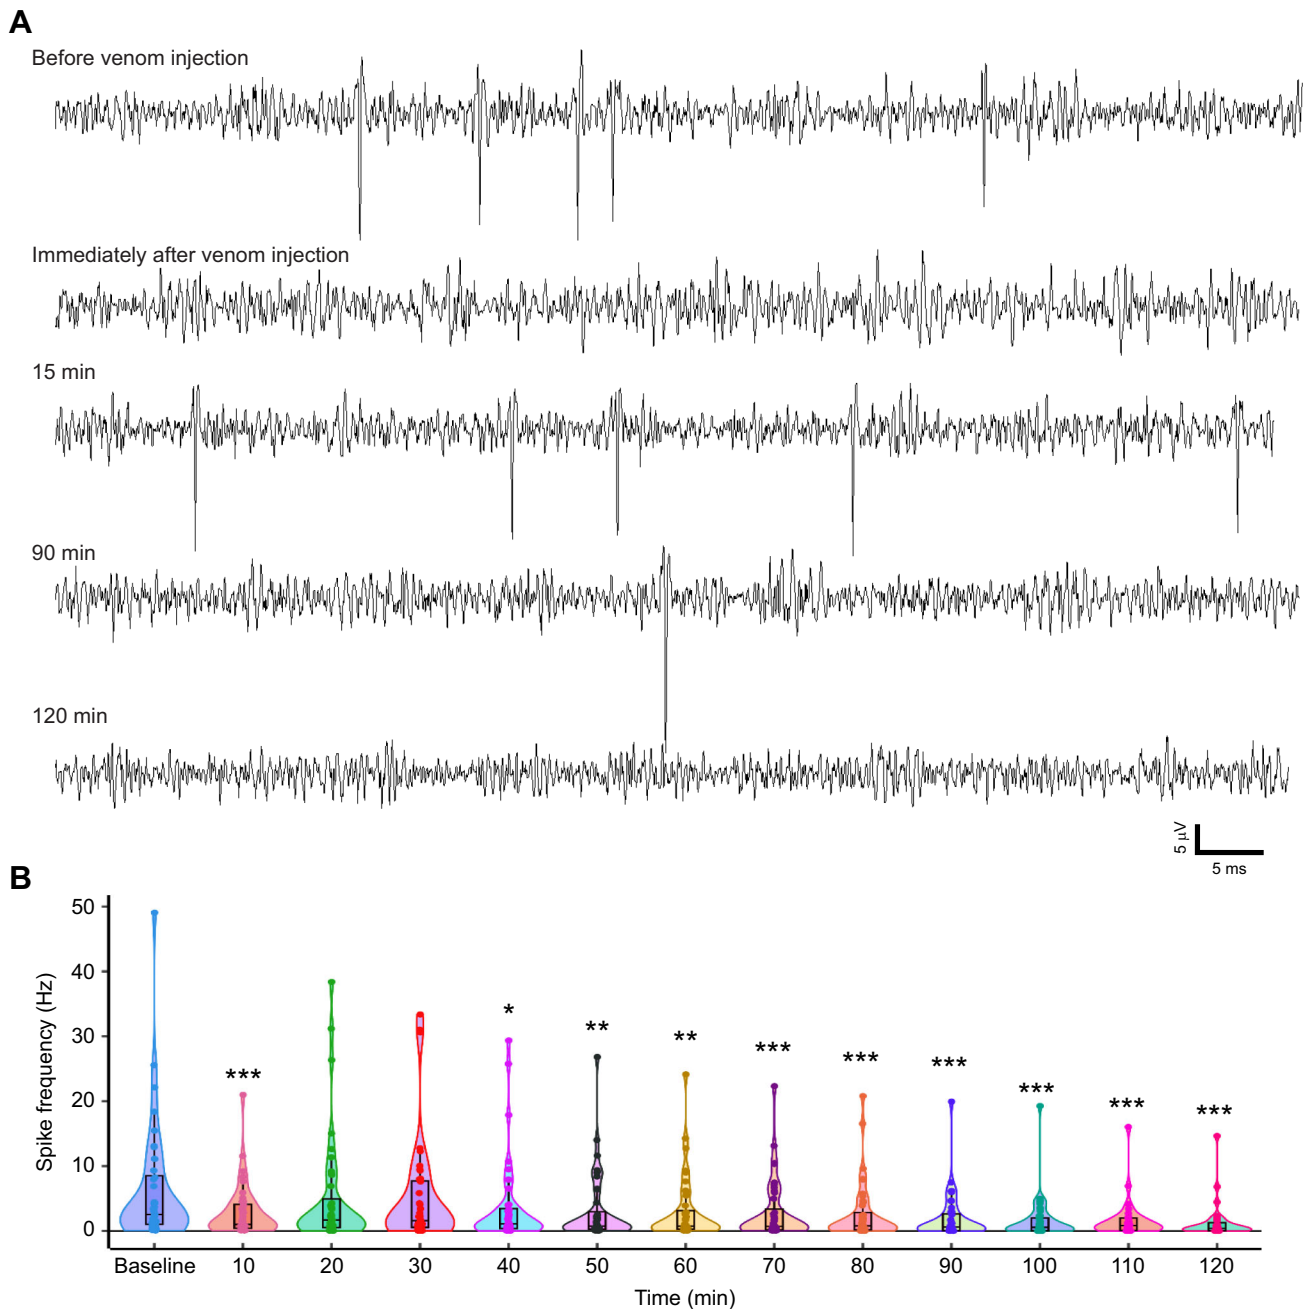 A
Before venom injection
Immediately after venom injection
15 min
90 min
120 min
5 µV
5 ms
B
Spike frequency (Hz)
50
40
30
20
10
0
*
**
**
***
***
***
***
***
***
***
Baseline 10 20 30 40 50 60 70 80 90 100 110 120
Time (min)